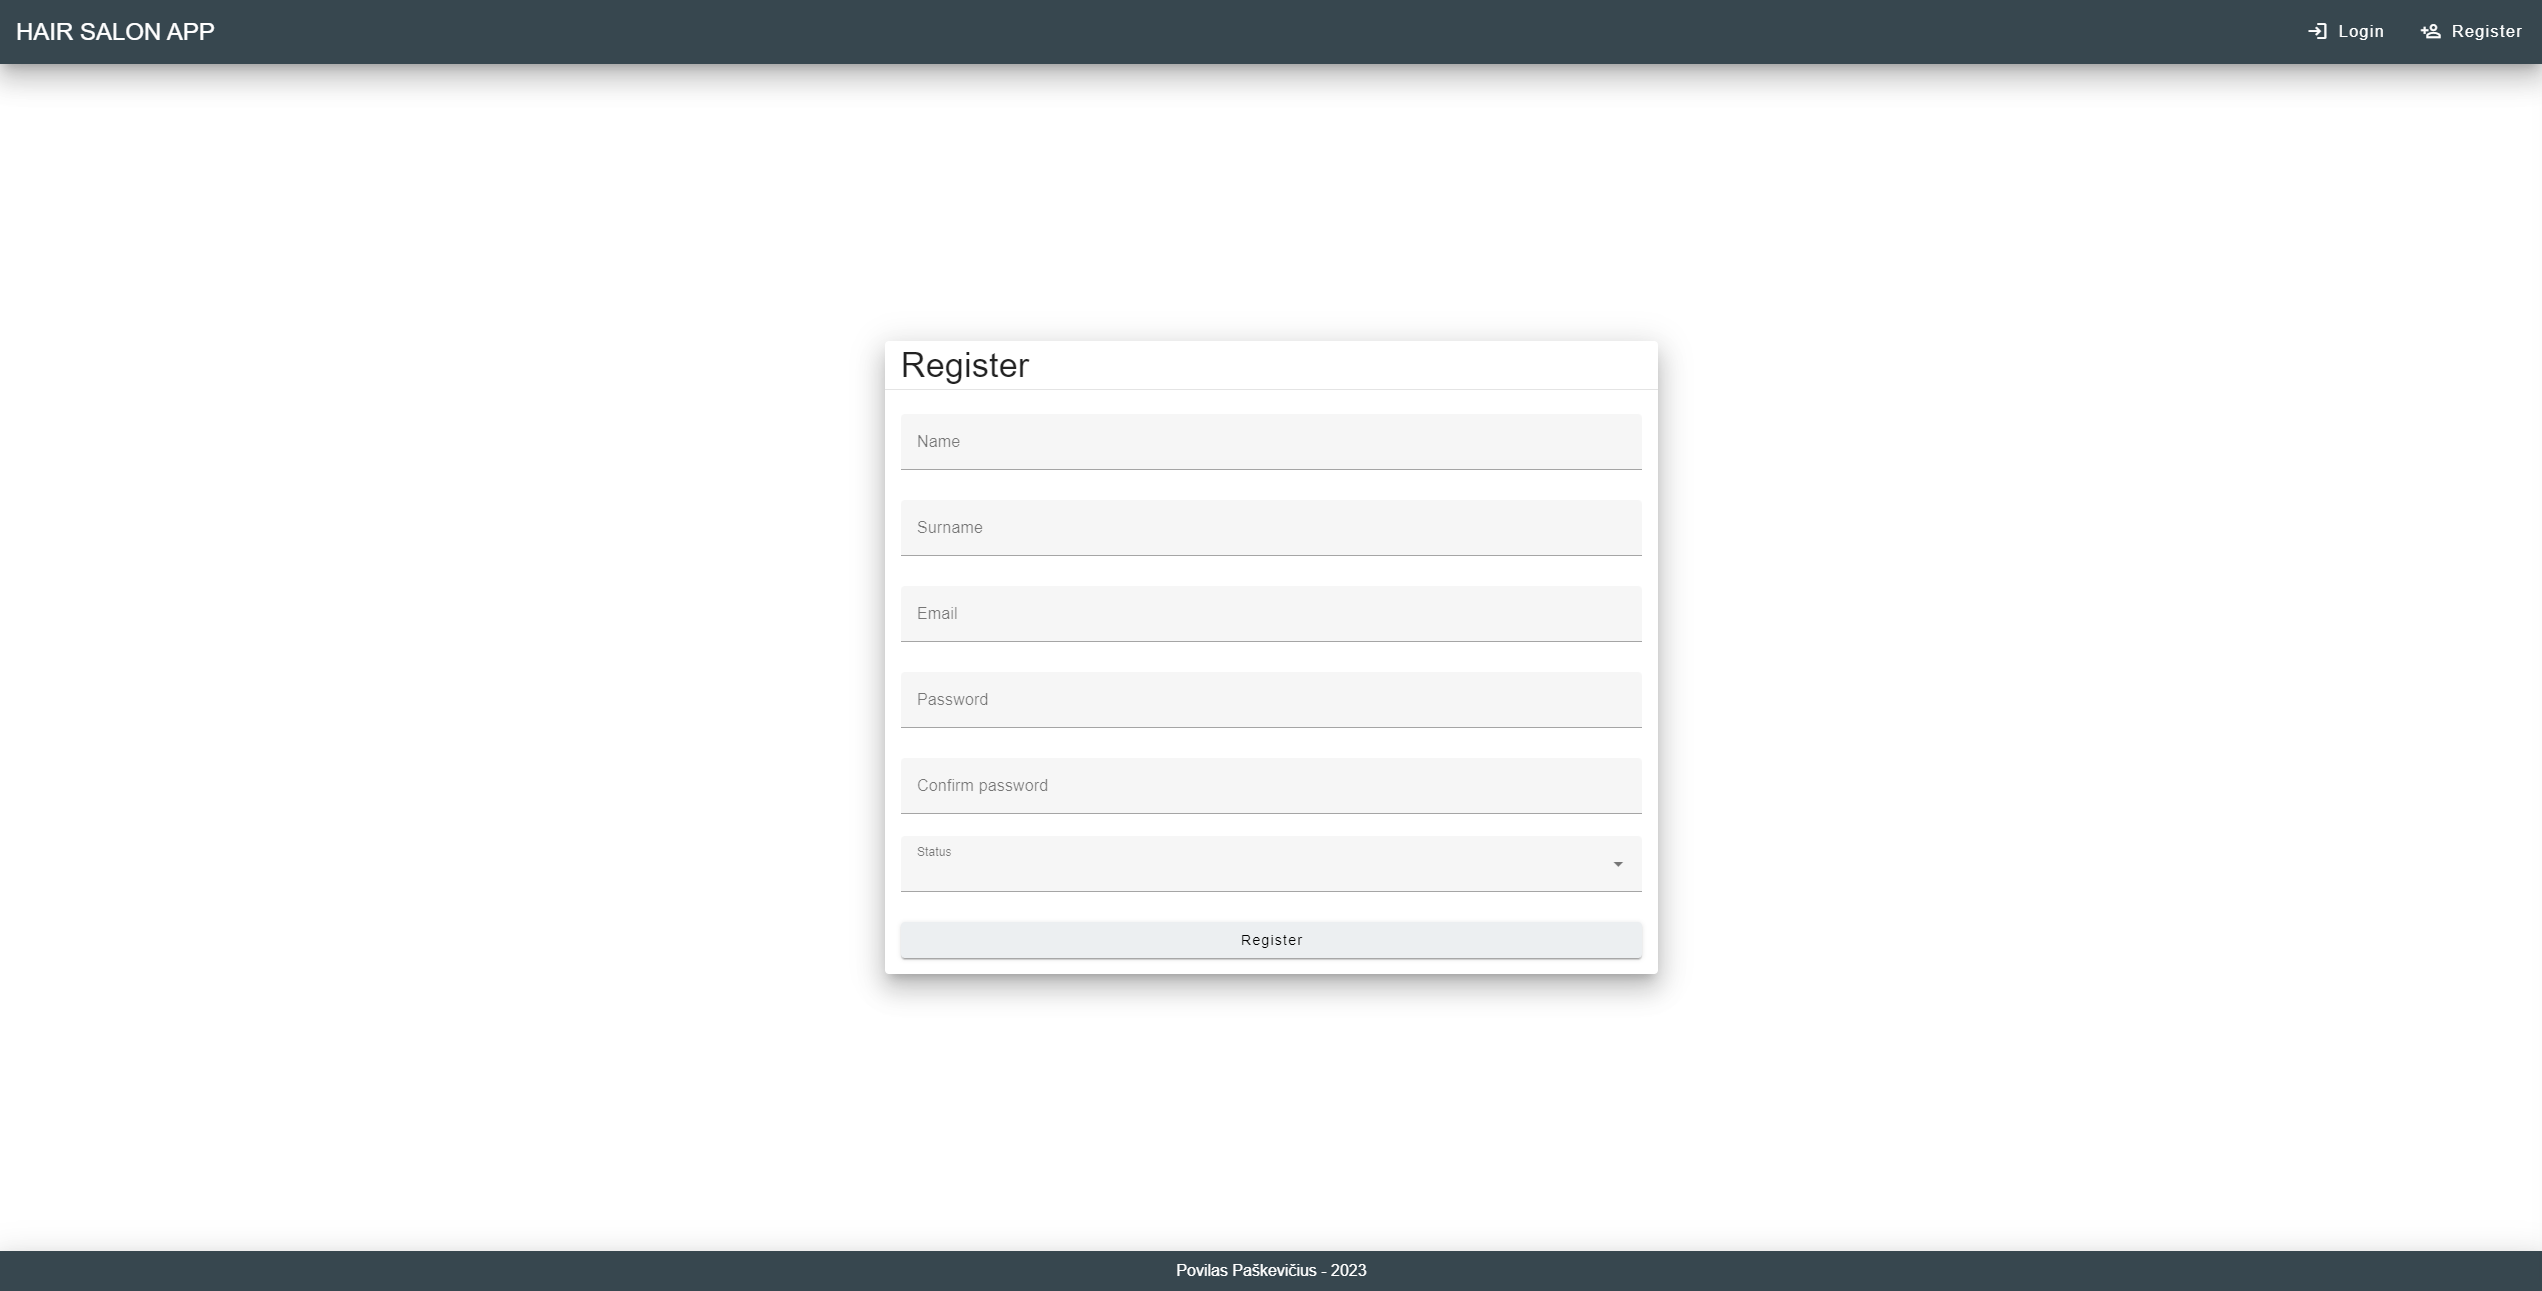 HAIR SALON APP
Login
Register
Register
Name
Surname
Email
Password
Confirm password
Status
Register
Povilas Paškevičius - 2023